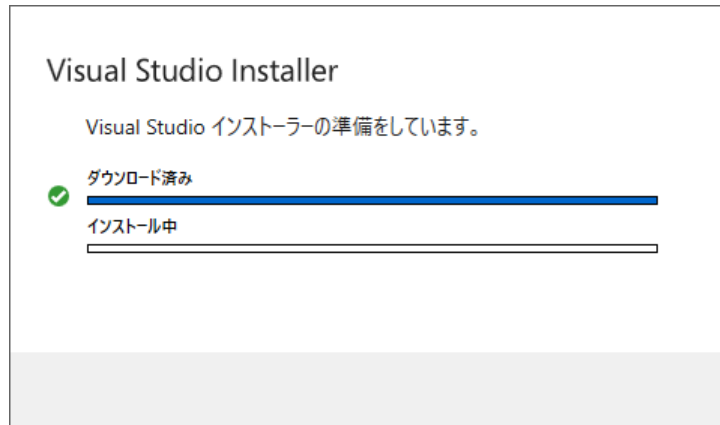 Visual Studio Installer
Visual Studio インストーラーの準備をしています。
ダウンロード済み
インストール中